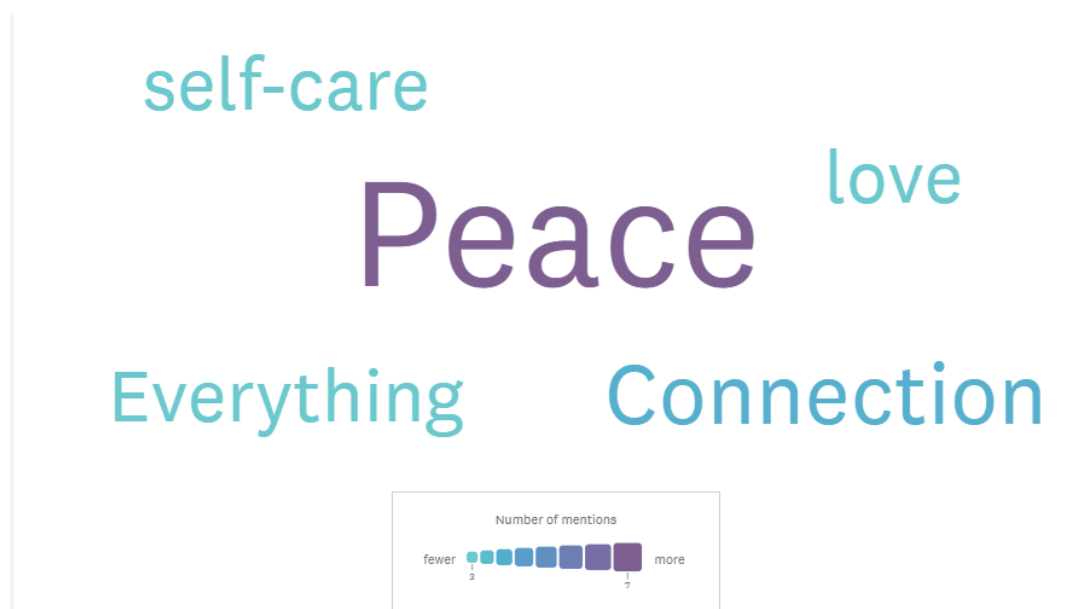 self-care
love
Peace
Everything
Connection
Number of mentions
fewer
more
3
7